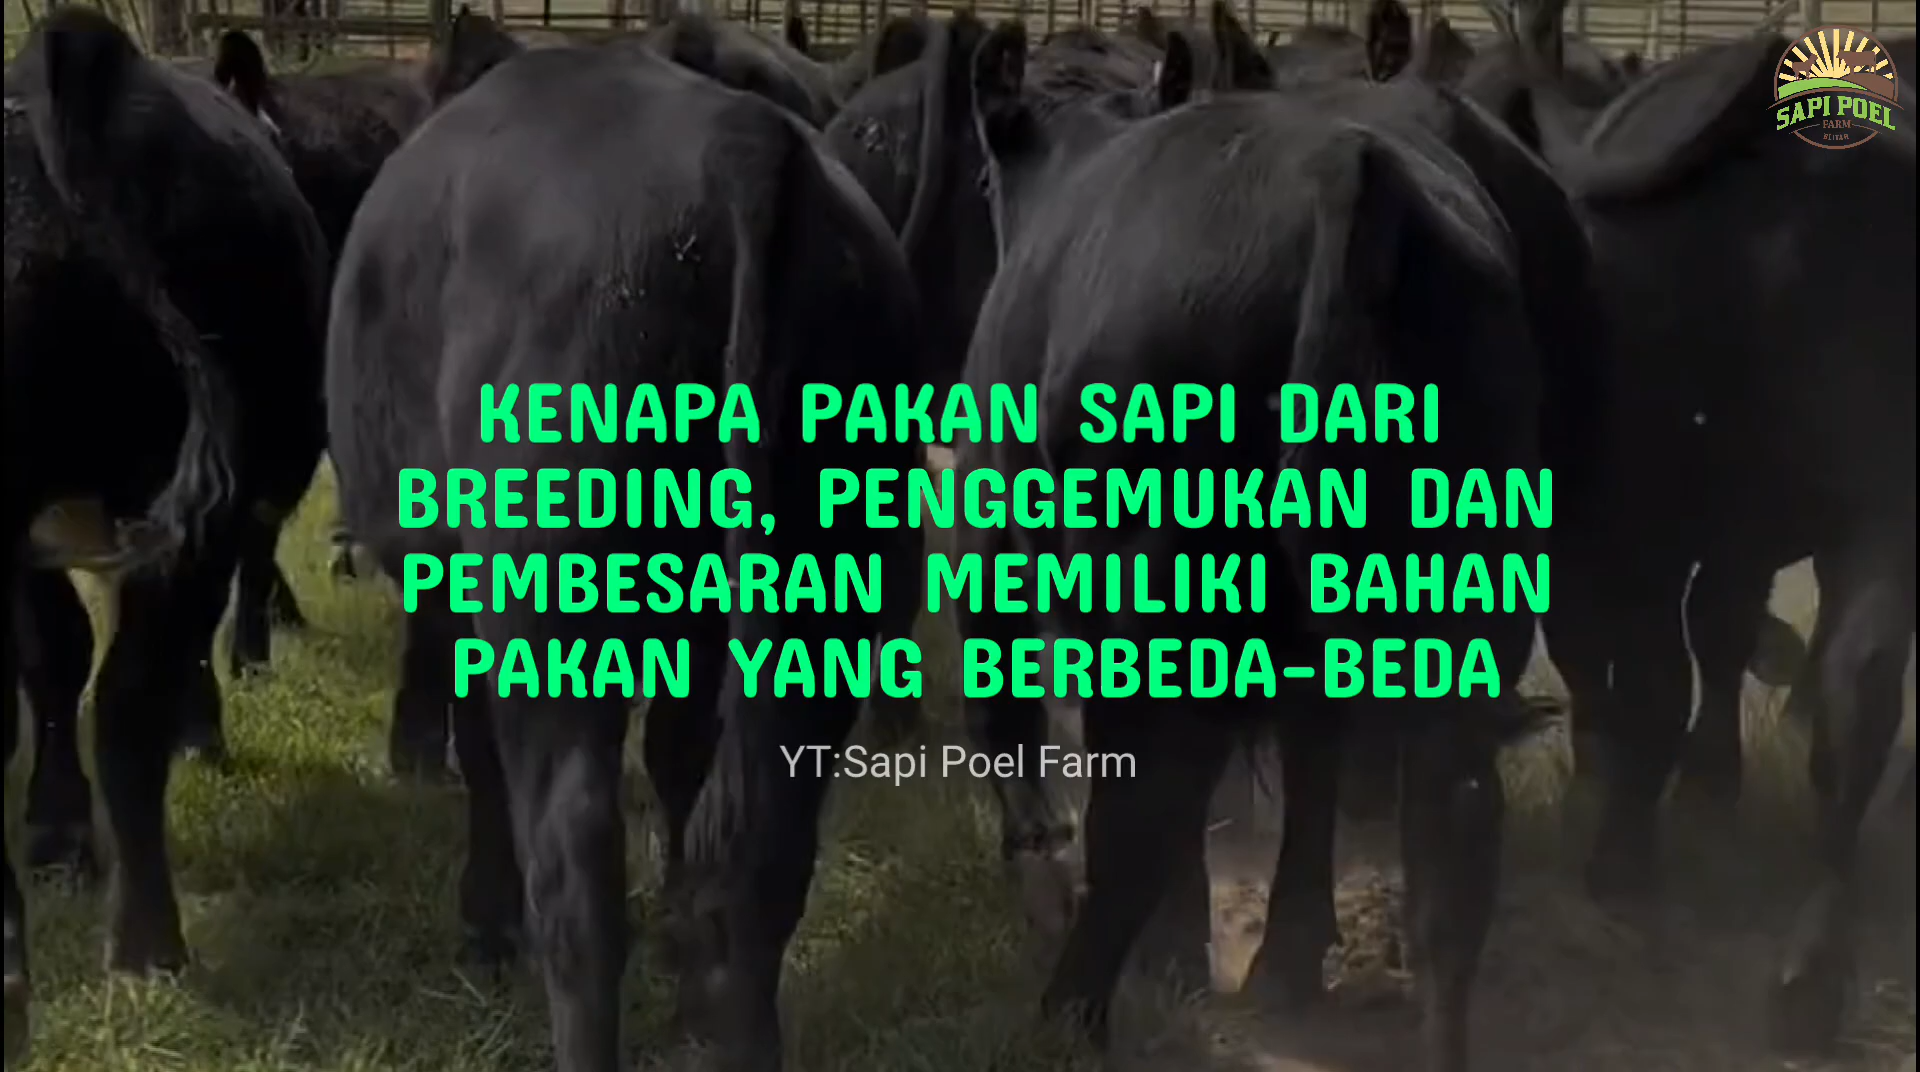 SAPI POEL
FARM
BLITAR
KENAPA PAKAN SAPI DARI
BREEDING, PENGGEMUKAN DAN
PEMBESARAN MEMILIKI BAHAN
PAKAN YANG BERBEDA-BEDA
YT:Sapi Poel Farm